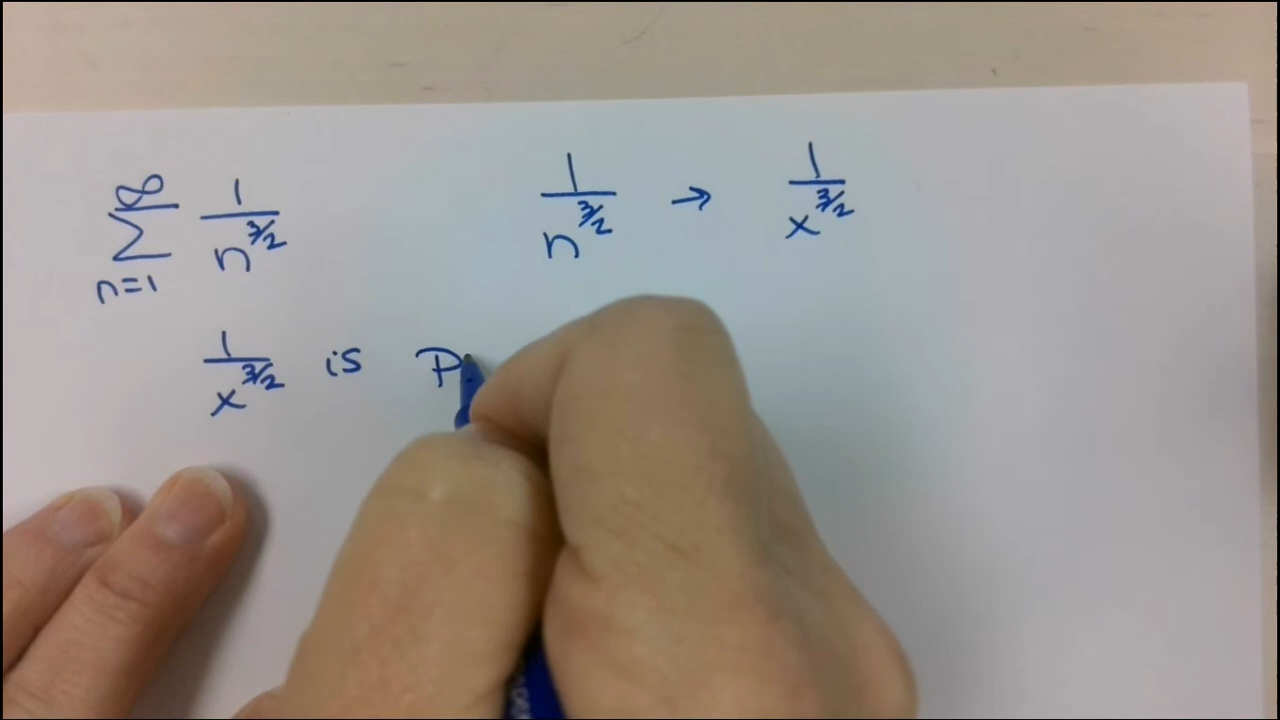 ∞
∑ 1/n^{3/2}   1/n^{3/2} → 1/x^{3/2}
n=1
1/x^{3/2} is P